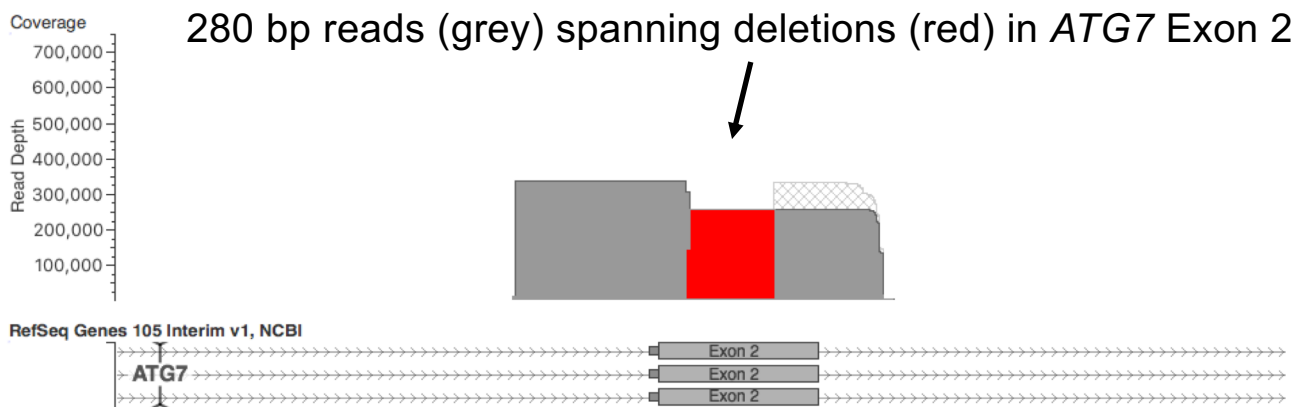 Coverage
280 bp reads (grey) spanning deletions (red) in ATG7 Exon 2
Read Depth
700,000
600,000
500,000
400,000
300,000
200,000
100,000
RefSeq Genes 105 Interim v1, NCBI
Exon 2
ATG7
Exon 2
Exon 2